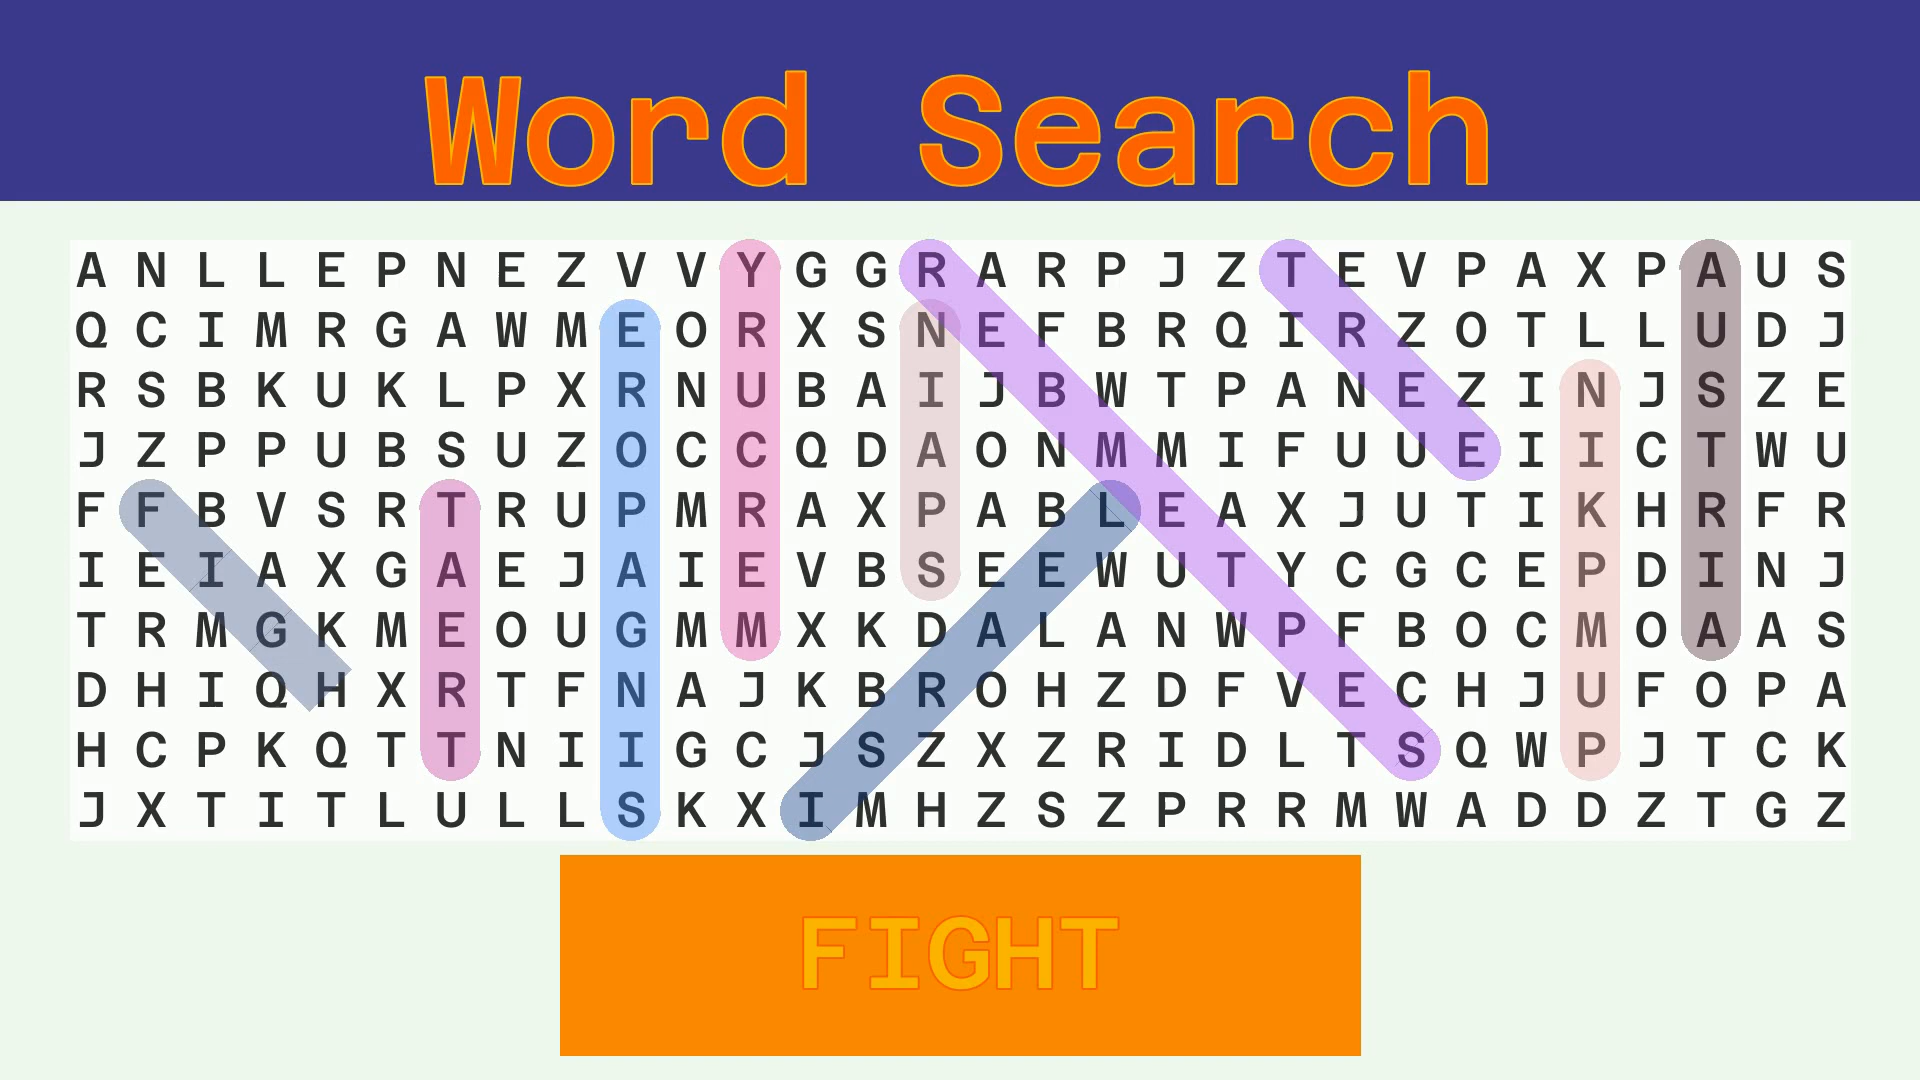 Word Search
A N L L E P N E Z V V Y G G R A R P J Z T E V P A X P A U S
Q C I M R G A W M E O R X S N E F B R Q I R Z O T L L U D J
R S B K U K L P X R N U B A I J B W T P A N E Z I N J S Z E
J Z P P U B S U Z O C C Q D A O N M M I F U U E I I C T W U
F F B V S R T R U P M R A X P A B L E A X J U T I K H R F R
I E I A X G A E J A I E V B S E E W U T Y C G C E P D I N J
T R M G K M E O U G M M X K D A L A N W P F B O C M O A A S
D H I Q H X R T F N A J K B R O H Z D F V E C H J U F O P A
H C P K Q T T N I I G C J S Z X Z R I D L T S Q W P J T C K
J X T I T L U L L S K X I M H Z S Z P R R M W A D D Z T G Z
FIGHT